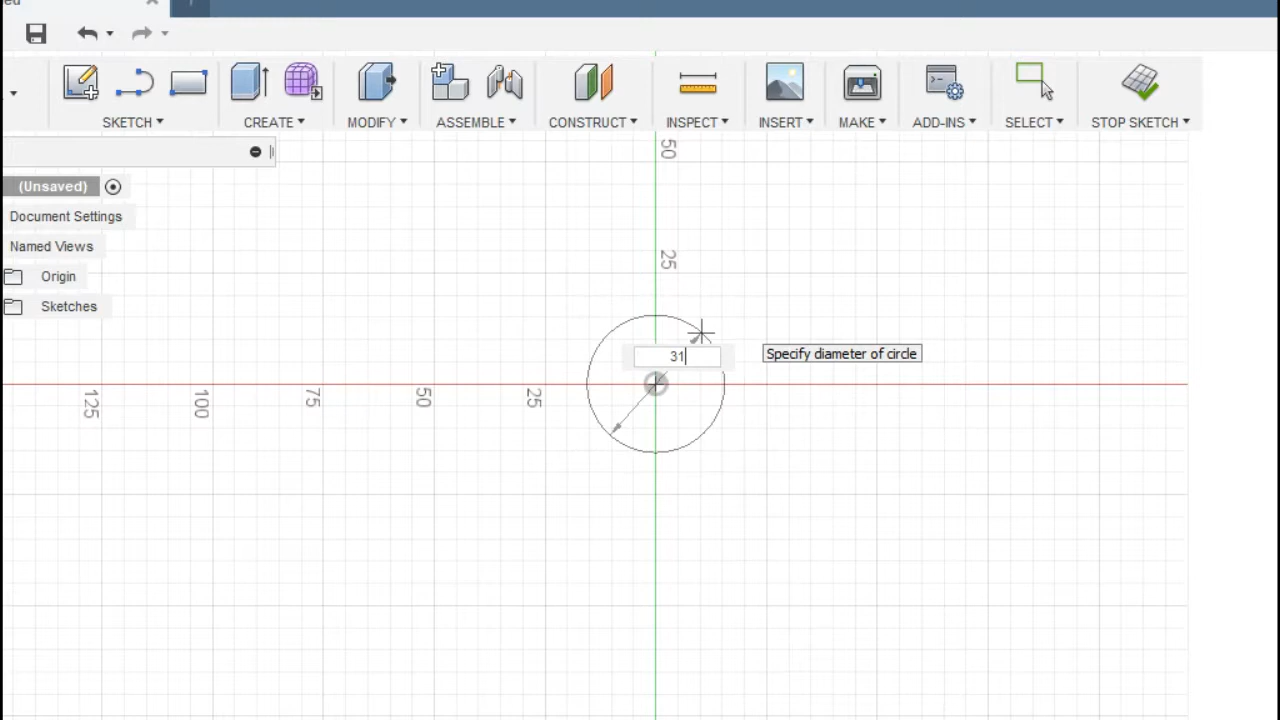 ed
SKETCH CREATE MODIFY ASSEMBLE CONSTRUCT INSPECT INSERT MAKE ADD-INS SELECT STOP SKETCH
50
(Unsaved)
Document Settings
Named Views
25
Origin
Sketches
31
Specify diameter of circle
125 100 75 50 25